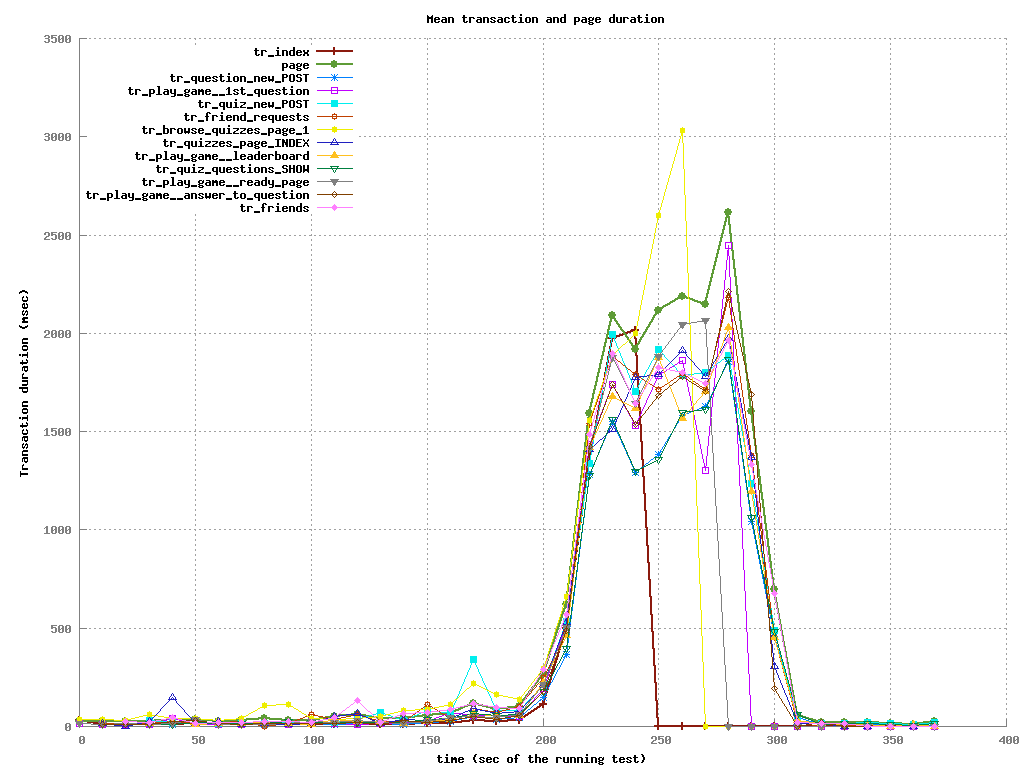 Mean transaction and page duration
3500
3000
2500
2000
1500
1000
500
0
Transaction duration (msec)
tr_index
page
tr_question_new_POST
tr_play_game__1st_question
tr_quiz_new_POST
tr_friend_requests
tr_browse_quizzes_page_1
tr_quizzes_page_INDEX
tr_play_game__leaderboard
tr_quiz_questions_SHOW
tr_play_game__ready_page
tr_play_game__answer_to_question
tr_friends
0 50 100 150 200 250 300 350 400
time (sec of the running test)